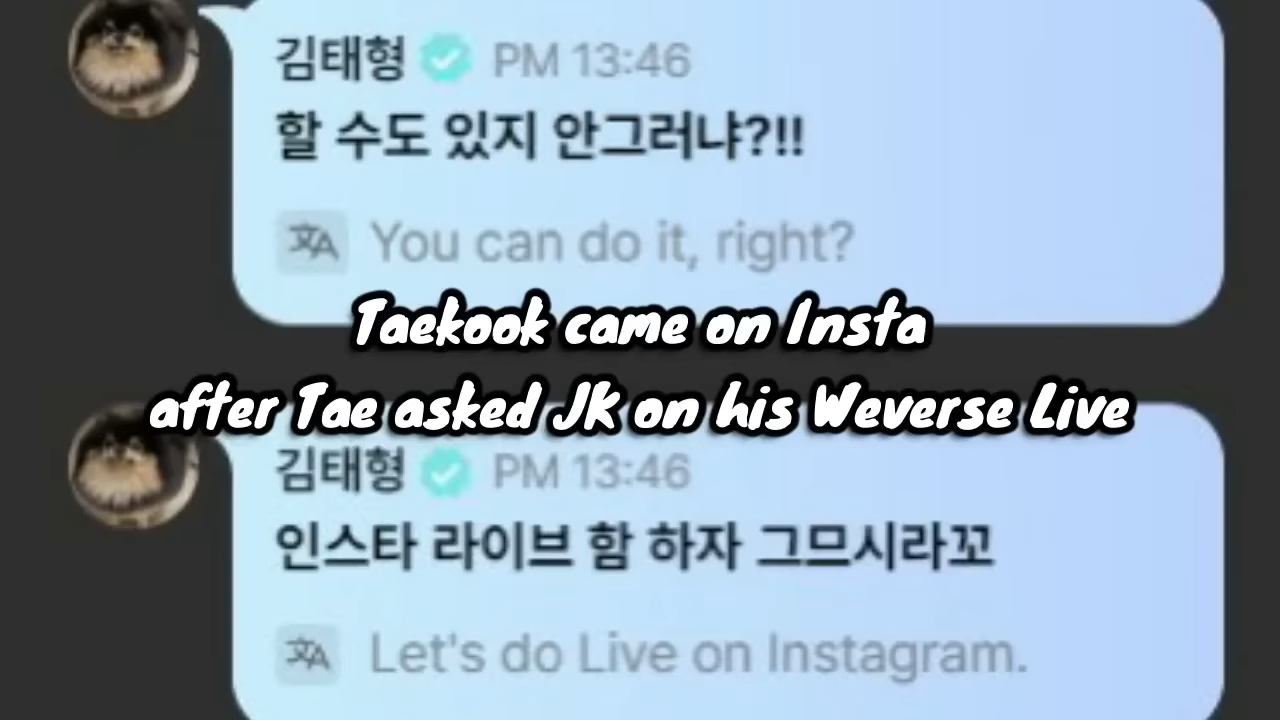 김태형 PM 13:46
할 수도 있지 안그러냐?!!
You can do it, right?
Taekook came on Insta
after Tae asked JK on his Weverse Live
김태형 PM 13:46
인스타 라이브 함 하자 그므시라꼬
Let's do Live on Instagram.